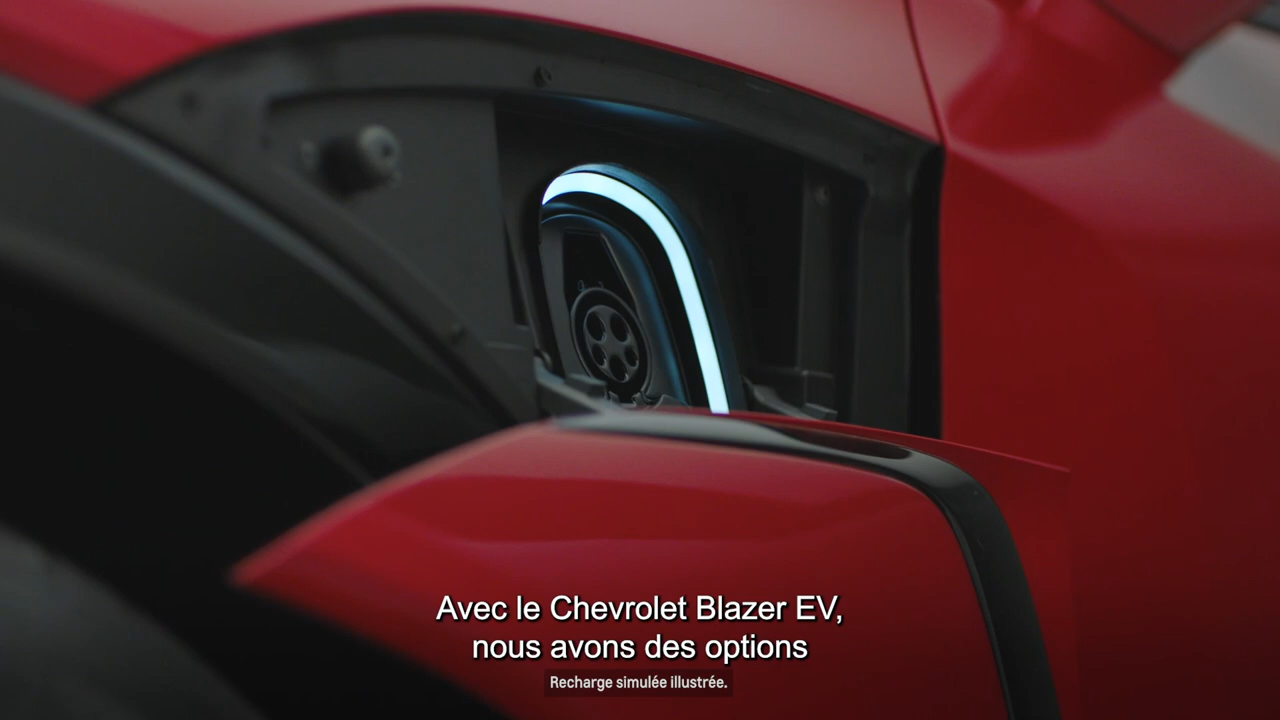 Avec le Chevrolet Blazer EV,
nous avons des options
Recharge simulée illustrée.